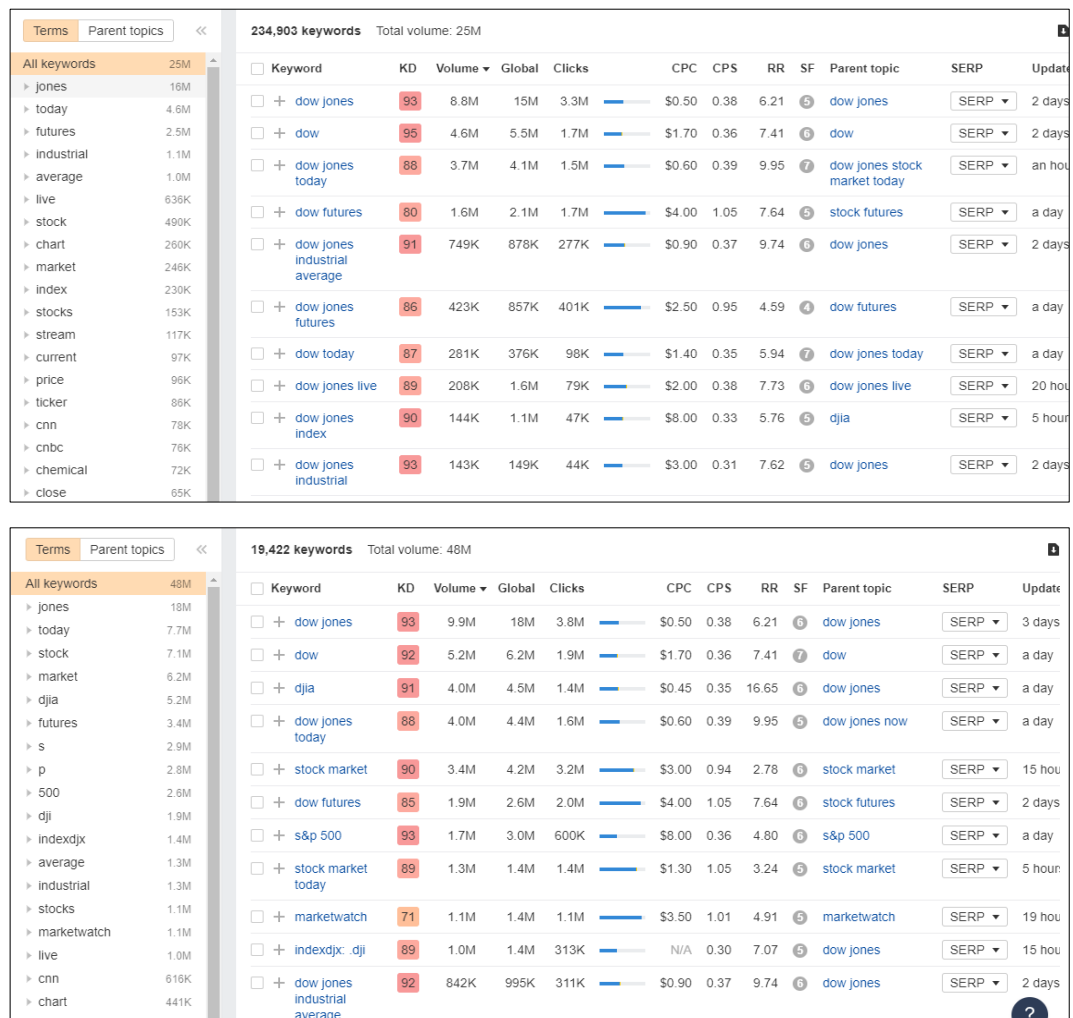 Terms Parent topics
234,903 keywords Total volume: 25M
All keywords 25M
jones 16M
today 4.6M
futures 2.5M
industrial 1.1M
average 1.0M
live 636K
stock 490K
chart 260K
market 246K
index 230K
stocks 153K
stream 117K
current 97K
price 96K
ticker 86K
cnn 78K
cnbc 76K
chemical 72K
close 65K
Keyword KD Volume Global Clicks CPC CPS RR SF Parent topic SERP Update
dow jones 93 8.8M 15M 3.3M $0.50 0.38 6.21 5 dow jones SERP 2 days
dow 95 4.6M 5.5M 1.7M $1.70 0.36 7.41 6 dow SERP 2 days
dow jones 88 3.7M 4.1M 1.5M $0.60 0.39 9.95 7 dow jones stock SERP an hou
today market today
dow futures 80 1.6M 2.1M 1.7M $4.00 1.05 7.64 5 stock futures SERP a day
dow jones 91 749K 878K 277K $0.90 0.37 9.74 6 dow jones SERP 2 days
industrial
average
dow jones 86 423K 857K 401K $2.50 0.95 4.59 4 dow futures SERP a day
futures
dow today 87 281K 376K 98K $1.40 0.35 5.94 7 dow jones today SERP a day
dow jones live 89 208K 1.6M 79K $2.00 0.38 7.73 6 dow jones live SERP 20 hou
dow jones 90 144K 1.1M 47K $8.00 0.33 5.76 5 djia SERP 5 hour
index
dow jones 93 143K 149K 44K $3.00 0.31 7.62 5 dow jones SERP 2 days
industrial
Terms Parent topics
19,422 keywords Total volume: 48M
All keywords 48M
jones 18M
today 7.7M
stock 7.1M
market 6.2M
djia 5.2M
futures 3.4M
s 2.9M
p 2.8M
500 2.6M
dji 1.9M
indexdjx 1.4M
average 1.3M
industrial 1.3M
stocks 1.1M
marketwatch 1.1M
live 1.0M
cnn 616K
chart 441K
Keyword KD Volume Global Clicks CPC CPS RR SF Parent topic SERP Update
dow jones 93 9.9M 18M 3.8M $0.50 0.38 6.21 6 dow jones SERP 3 days
dow 92 5.2M 6.2M 1.9M $1.70 0.36 7.41 7 dow SERP a day
djia 91 4.0M 4.5M 1.4M $0.45 0.35 16.65 6 dow jones SERP a day
dow jones 88 4.0M 4.4M 1.6M $0.60 0.39 9.95 5 dow jones now SERP a day
today
stock market 90 3.4M 4.2M 3.2M $3.00 0.94 2.78 6 stock market SERP 15 hou
dow futures 85 1.9M 2.6M 2.0M $4.00 1.05 7.64 6 stock futures SERP 2 days
s&p 500 93 1.7M 3.0M 600K $8.00 0.36 4.80 6 s&p 500 SERP a day
stock market 89 1.3M 1.4M 1.4M $1.30 1.05 3.24 5 stock market SERP 5 hour
today
marketwatch 71 1.1M 1.4M 1.1M $3.50 1.01 4.91 5 marketwatch SERP 19 hou
indexdjx: .dji 89 1.0M 1.4M 313K N/A 0.30 7.07 5 dow jones SERP 15 hou
dow jones 92 842K 995K 311K $0.90 0.37 9.74 6 dow jones SERP 2 days
industrial
average
?